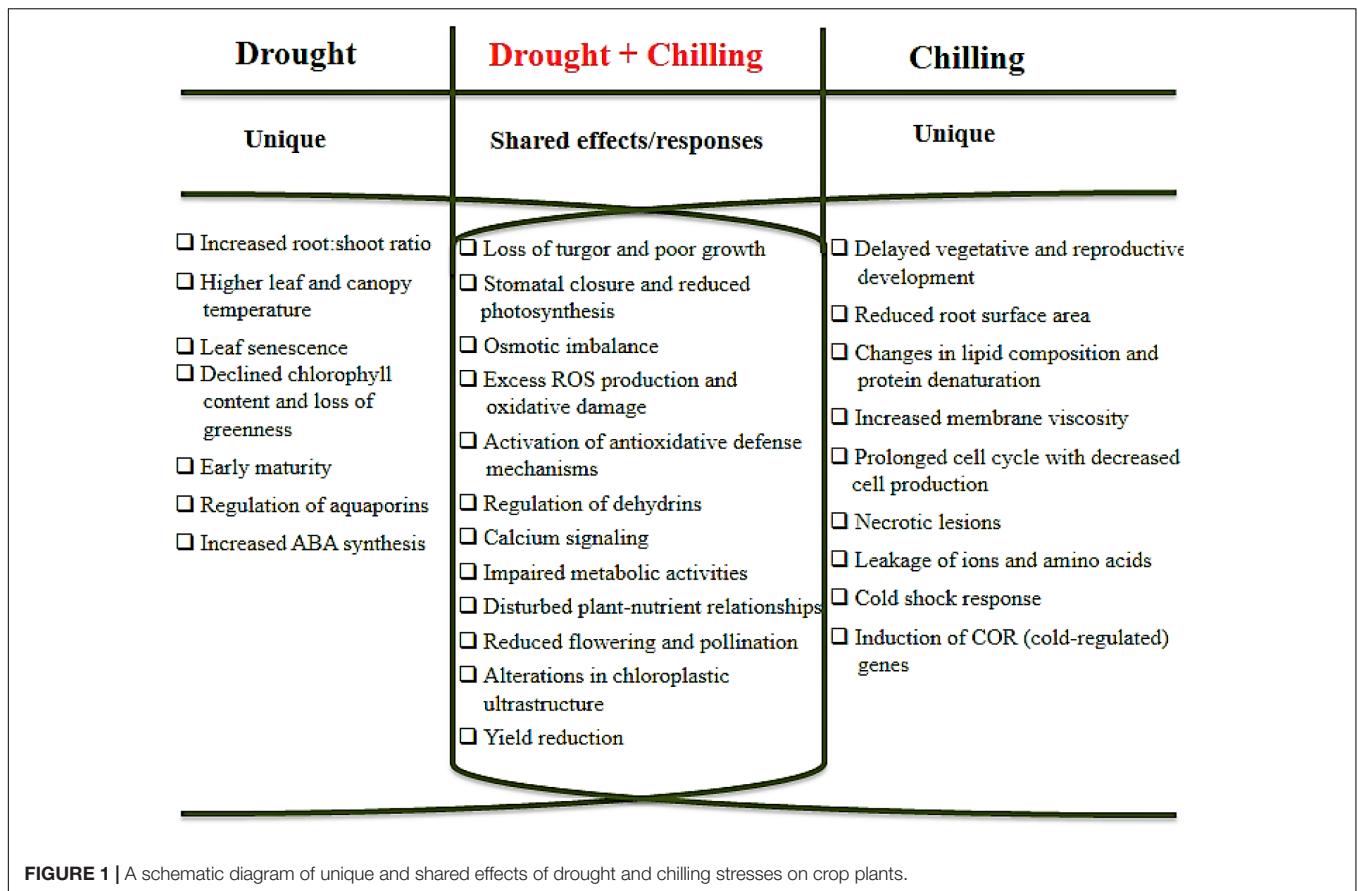 Drought
Drought + Chilling
Chilling
Unique
Shared effects/responses
Unique
❑ Increased root:shoot ratio
❑ Higher leaf and canopy
temperature
❑ Leaf senescence
❑ Declined chlorophyll
content and loss of
greenness
❑ Early maturity
❑ Regulation of aquaporins
❑ Increased ABA synthesis
❑ Loss of turgor and poor growth
❑ Stomatal closure and reduced
photosynthesis
❑ Osmotic imbalance
❑ Excess ROS production and
oxidative damage
❑ Activation of antioxidative defense
mechanisms
❑ Regulation of dehydrins
❑ Calcium signaling
❑ Impaired metabolic activities
❑ Disturbed plant-nutrient relationships
❑ Reduced flowering and pollination
❑ Alterations in chloroplastic
ultrastructure
❑ Yield reduction
❑ Delayed vegetative and reproductive
development
❑ Reduced root surface area
❑ Changes in lipid composition and
protein denaturation
❑ Increased membrane viscosity
❑ Prolonged cell cycle with decreased
cell production
❑ Necrotic lesions
❑ Leakage of ions and amino acids
❑ Cold shock response
❑ Induction of COR (cold-regulated)
genes
FIGURE 1 | A schematic diagram of unique and shared effects of drought and chilling stresses on crop plants.